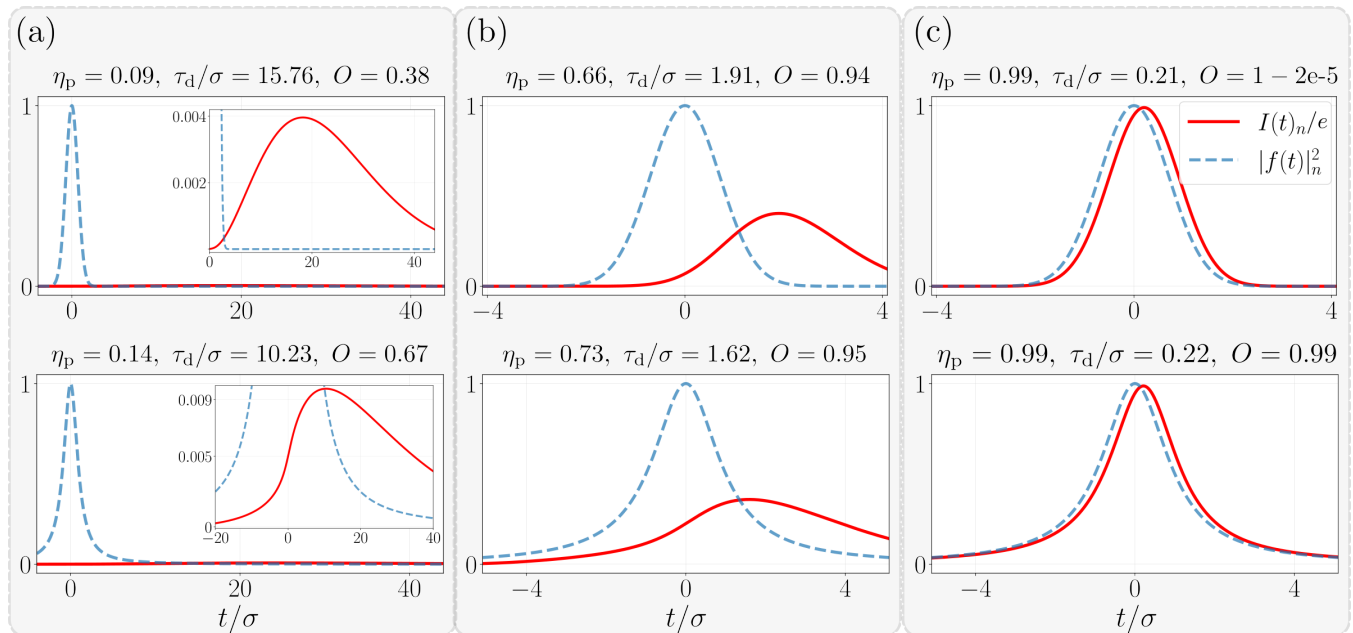 (a)
η_p = 0.09, τ_d/σ = 15.76, O = 0.38
1
0
0.004
0.002
0 20 40
0 20 40
η_p = 0.14, τ_d/σ = 10.23, O = 0.67
1
0
0.009
0.005
0
−20 0 20 40
0 20 40
t/σ
(b)
η_p = 0.66, τ_d/σ = 1.91, O = 0.94
1
0
−4 0 4
η_p = 0.73, τ_d/σ = 1.62, O = 0.95
1
0
−4 0 4
t/σ
(c)
η_p = 0.99, τ_d/σ = 0.21, O = 1 − 2e-5
1
0
I(t)_n/e
|f(t)|²_n
−4 0 4
η_p = 0.99, τ_d/σ = 0.22, O = 0.99
1
0
−4 0 4
t/σ